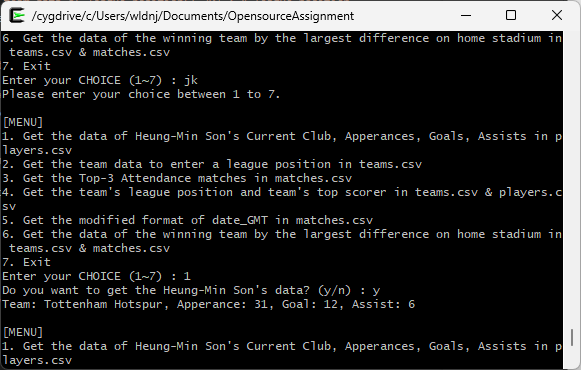 /cygdrive/c/Users/wldnj/Documents/OpensourceAssignment
6. Get the data of the winning team by the largest difference on home stadium in
 teams.csv & matches.csv
7. Exit
Enter your CHOICE (1~7) : jk
Please enter your choice between 1 to 7.
[MENU]
1. Get the data of Heung-Min Son's Current Club, Apperances, Goals, Assists in p
layers.csv
2. Get the team data to enter a league position in teams.csv
3. Get the Top-3 Attendance matches in matches.csv
4. Get the team's league position and team's top scorer in teams.csv & players.c
sv
5. Get the modified format of date_GMT in matches.csv
6. Get the data of the winning team by the largest difference on home stadium in
 teams.csv & matches.csv
7. Exit
Enter your CHOICE (1~7) : 1
Do you want to get the Heung-Min Son's data? (y/n) : y
Team: Tottenham Hotspur, Apperance: 31, Goal: 12, Assist: 6
[MENU]
1. Get the data of Heung-Min Son's Current Club, Apperances, Goals, Assists in p
layers.csv